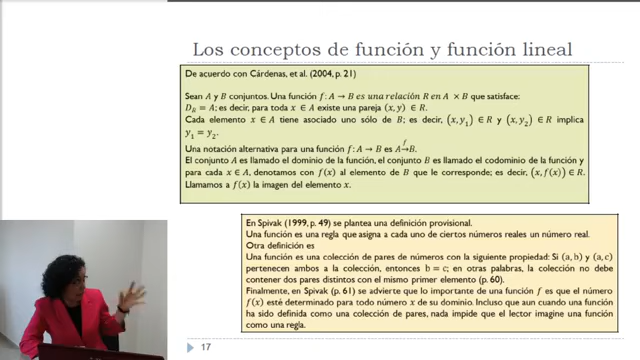 Los conceptos de función y función lineal
De acuerdo con Cárdenas, et al. (2004, p.21)
Sean A y B conjuntos. Una función f: A → B es una relación R en A × B que satisface:
D_R = A; es decir, para toda x ∈ A existe una pareja (x, y) ∈ R.
Cada elemento x ∈ A tiene asociado uno sólo de B; es decir, (x, y₁) ∈ R y (x, y₂) ∈ R implica
y₁ = y₂.
Una notación alternativa para una función f: A → B es A →^f B.
El conjunto A es llamado el dominio de la función, el conjunto B es llamado el codominio de la función y
para cada x ∈ A, denotamos con f(x) al elemento de B que le corresponde; es decir, (x, f(x)) ∈ R.
Llamamos a f(x) la imagen del elemento x.
En Spivak (1999, p. 49) se plantea una definición provisional.
Una función es una regla que asigna a cada uno de ciertos números reales un número real.
Otra definición es
Una función es una colección de pares de números con la siguiente propiedad: Si (a, b) y (a, c)
pertenecen ambos a la colección, entonces b = c; en otras palabras, la colección no debe
contener dos pares distintos con el mismo primer elemento (p. 60).
Finalmente, en Spivak (p. 61) se advierte que lo importante de una función f es que el número
f(x) esté determinado para todo número x de su dominio. Incluso que aun cuando una función
ha sido definida como una colección de pares, nada impide que el lector imagine una función
como una regla.
17